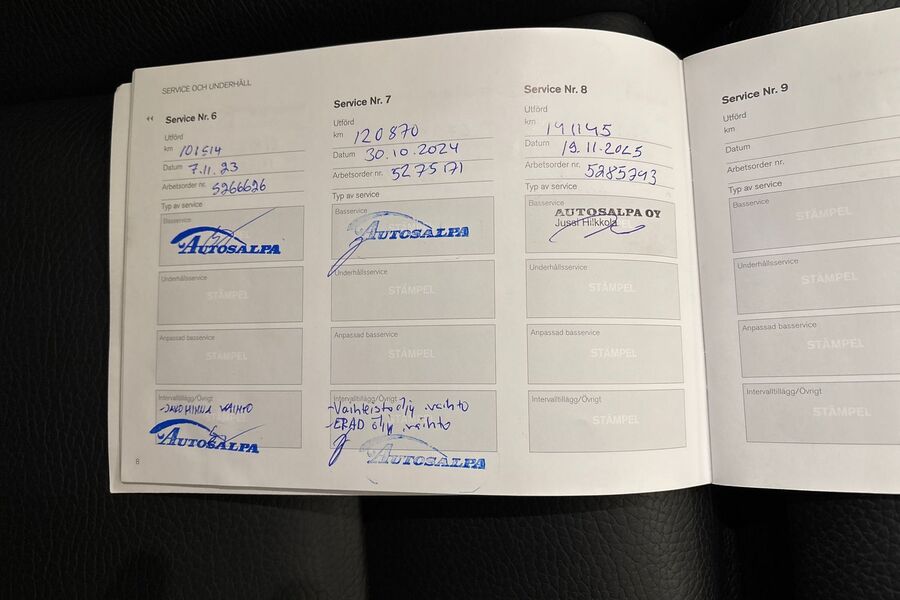 SERVICE OCH UNDERHÅLL
Service Nr. 6
Utförd
km 101514
Datum 7.11.23
Arbetsorder nr. 5266626
Typ av service
Basservice
AUTOSALPA
Underhållsservice
STÄMPEL
Anpassad basservice
STÄMPEL
Intervalltillägg/Övrigt
-JAKOHIHNA VAIHTO
AUTOSALPA
8
Service Nr. 7
Utförd
km 120870
Datum 30.10.2024
Arbetsorder nr. 5275171
Typ av service
Basservice
AUTOSALPA
Underhållsservice
STÄMPEL
Anpassad basservice
STÄMPEL
Intervalltillägg/Övrigt
-Vaihteistoöljy vaihto
-ERAD öljy vaihto
AUTOSALPA
Service Nr. 8
Utförd
km 141145
Datum 19.11.2025
Arbetsorder nr. 5285793
Typ av service
Basservice
AUTOSALPA OY
Jussi Hilkkola
Underhållsservice
STÄMPEL
Anpassad basservice
STÄMPEL
Intervalltillägg/Övrigt
STÄMPEL
Service Nr. 9
Utförd
km
Datum
Arbetsorder nr.
Typ av service
Basservice
STÄMPEL
Underhållsservice
STÄMPEL
Anpassad basservice
STÄMPEL
Intervalltillägg/Övrigt
STÄMPEL